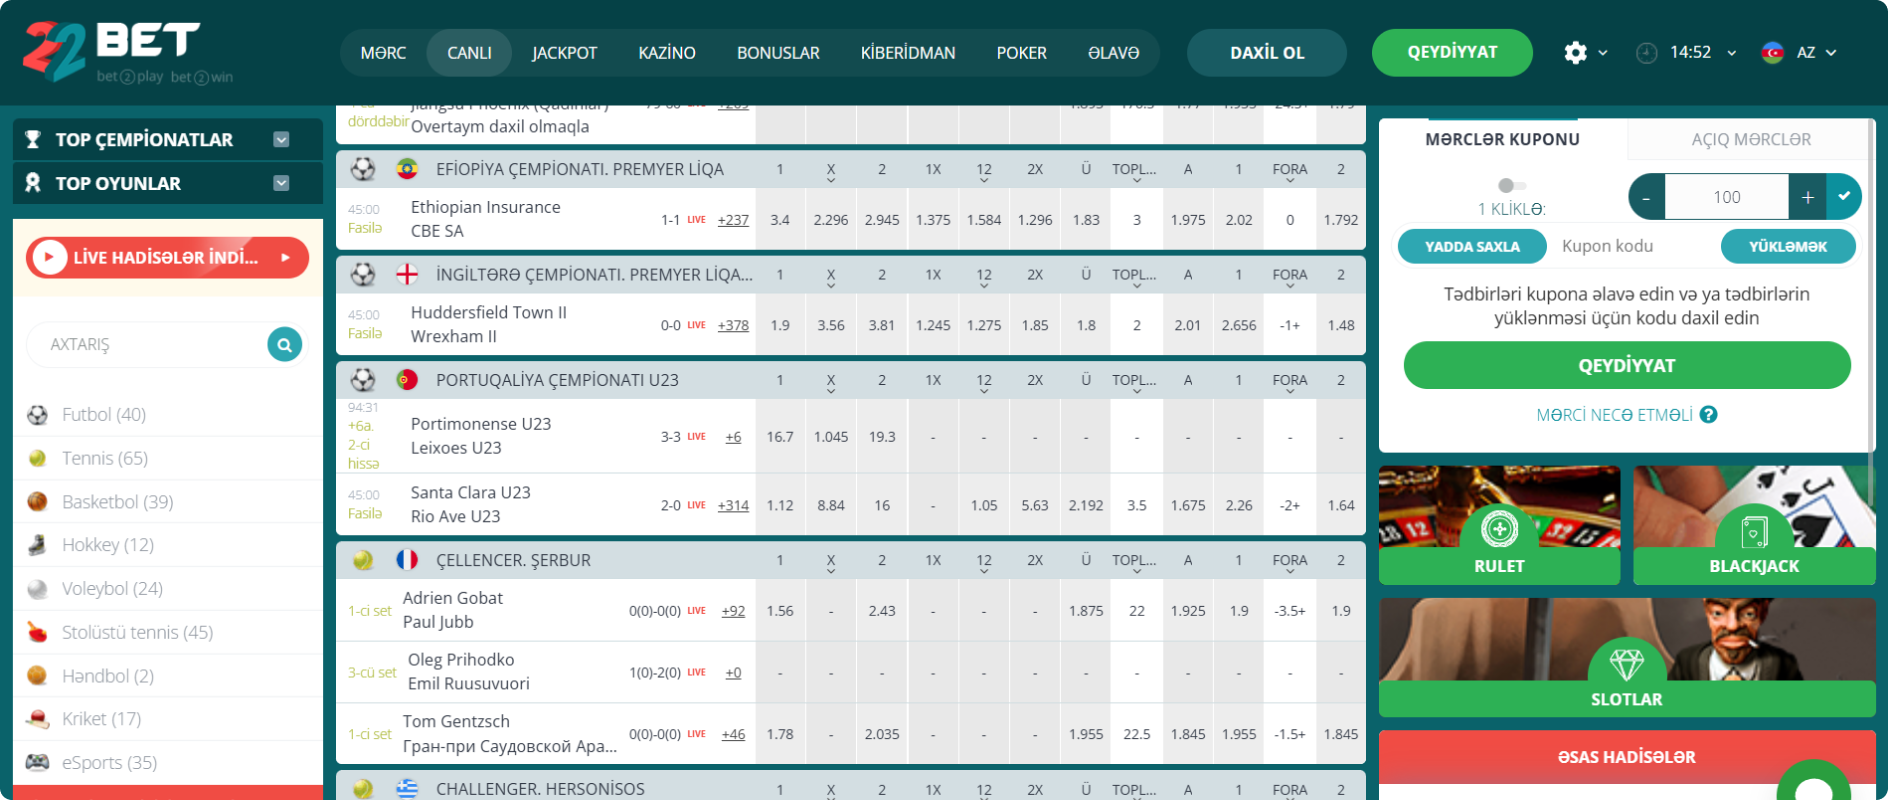 22 BET
bet 2 play bet 2 win
MƏRC CANLI JACKPOT KAZİNO BONUSLAR KİBERİDMAN POKER ƏLAVƏ
DAXİL OL
QEYDİYYAT
14:52
AZ
TOP ÇEMPİONATLAR
TOP OYUNLAR
LİVE HADİSƏLƏR İNDİ...
AXTARIŞ
Futbol (40)
Tennis (65)
Basketbol (39)
Hokkey (12)
Voleybol (24)
Stolüstü tennis (45)
Həndbol (2)
Kriket (17)
eSports (35)
dörddəbir Overtaym daxil olmaqla
EFİOPİYA ÇEMPİONATI. PREMYER LİQA 1 X 2 1X 12 2X Ü TOPL... A 1 FORA 2
45:00 Fasilə
Ethiopian Insurance
CBE SA
1-1 LIVE +237 3.4 2.296 2.945 1.375 1.584 1.296 1.83 3 1.975 2.02 0 1.792
İNGİLTƏRƏ ÇEMPİONATI. PREMYER LİQA... 1 X 2 1X 12 2X Ü TOPL... A 1 FORA 2
45:00 Fasilə
Huddersfield Town II
Wrexham II
0-0 LIVE +378 1.9 3.56 3.81 1.245 1.275 1.85 1.8 2 2.01 2.656 -1+ 1.48
PORTUQALİYA ÇEMPİONATI U23 1 X 2 1X 12 2X Ü TOPL... A 1 FORA 2
94:31
+6a.
2-ci
hissə
Portimonense U23
Leixoes U23
3-3 LIVE +6 16.7 1.045 19.3 - - - - - - - - -
45:00 Fasilə
Santa Clara U23
Rio Ave U23
2-0 LIVE +314 1.12 8.84 16 - 1.05 5.63 2.192 3.5 1.675 2.26 -2+ 1.64
ÇELLENCER. ŞERBUR 1 X 2 1X 12 2X Ü TOPL... A 1 FORA 2
1-ci set
Adrien Gobat
Paul Jubb
0(0)-0(0) LIVE +92 1.56 - 2.43 - - - 1.875 22 1.925 1.9 -3.5+ 1.9
3-cü set
Oleg Prihodko
Emil Ruusuvuori
1(0)-2(0) LIVE +0 - - - - - - - - - - - -
1-ci set
Tom Gentzsch
Гран-при Саудовской Ара...
0(0)-0(0) LIVE +46 1.78 - 2.035 - - - 1.955 22.5 1.845 1.955 -1.5+ 1.845
CHALLENGER. HERSONİSOS 1 X 2 1X 12 2X Ü TOPL... A 1 FORA 2
MƏRCLƏR KUPONU
AÇIQ MƏRCLƏR
1 KLİKLƏ:
- 100 +
YADDA SAXLA
Kupon kodu
YÜKLƏMƏK
Tədbirləri kupona əlavə edin və ya tədbirlərin
yüklənməsi üçün kodu daxil edin
QEYDİYYAT
MƏRCİ NECƏ ETMƏLİ ?
RULET
BLACKJACK
SLOTLAR
ƏSAS HADİSƏLƏR